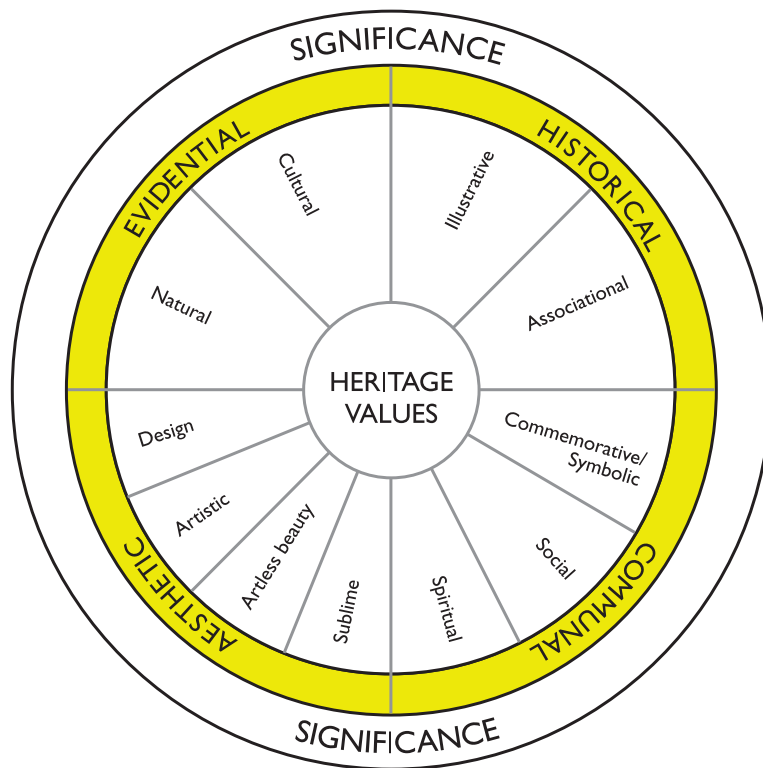 SIGNIFICANCE
EVIDENTIAL
HISTORICAL
Cultural
Illustrative
Natural
Associational
HERITAGE
VALUES
Design
Commemorative/
Symbolic
Artistic
Artless beauty
Sublime
Spiritual
Social
AESTHETIC
COMMUNAL
SIGNIFICANCE